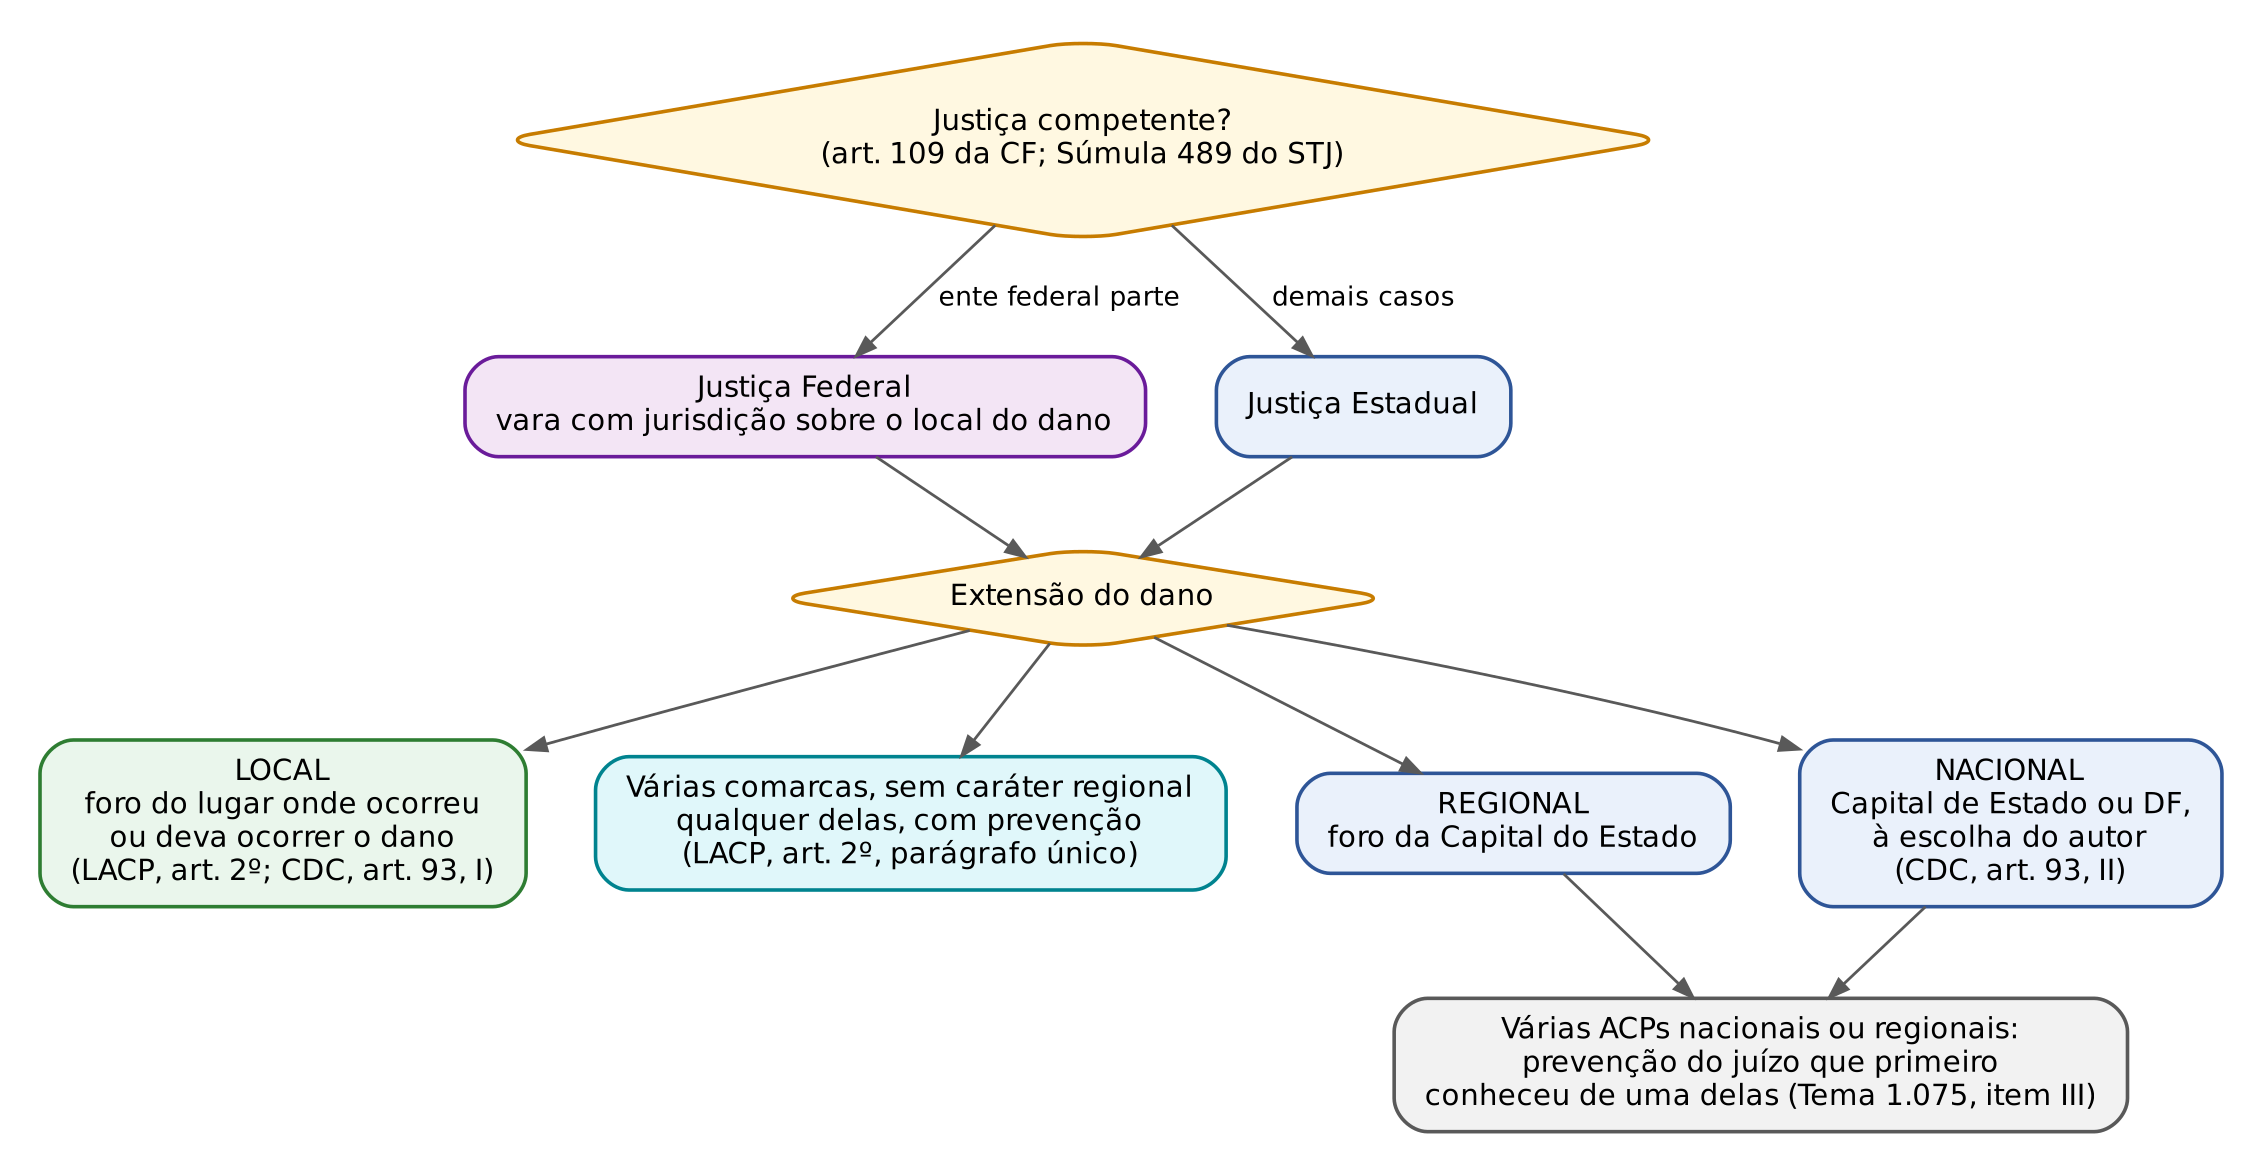 Justiça competente?
(art. 109 da CF; Súmula 489 do STJ)
ente federal parte
demais casos
Justiça Federal
vara com jurisdição sobre o local do dano
Justiça Estadual
Extensão do dano
LOCAL
foro do lugar onde ocorreu
ou deva ocorrer o dano
(LACP, art. 2º; CDC, art. 93, I)
Várias comarcas, sem caráter regional
qualquer delas, com prevenção
(LACP, art. 2º, parágrafo único)
REGIONAL
foro da Capital do Estado
NACIONAL
Capital de Estado ou DF,
à escolha do autor
(CDC, art. 93, II)
Várias ACPs nacionais ou regionais:
prevenção do juízo que primeiro
conheceu de uma delas (Tema 1.075, item III)